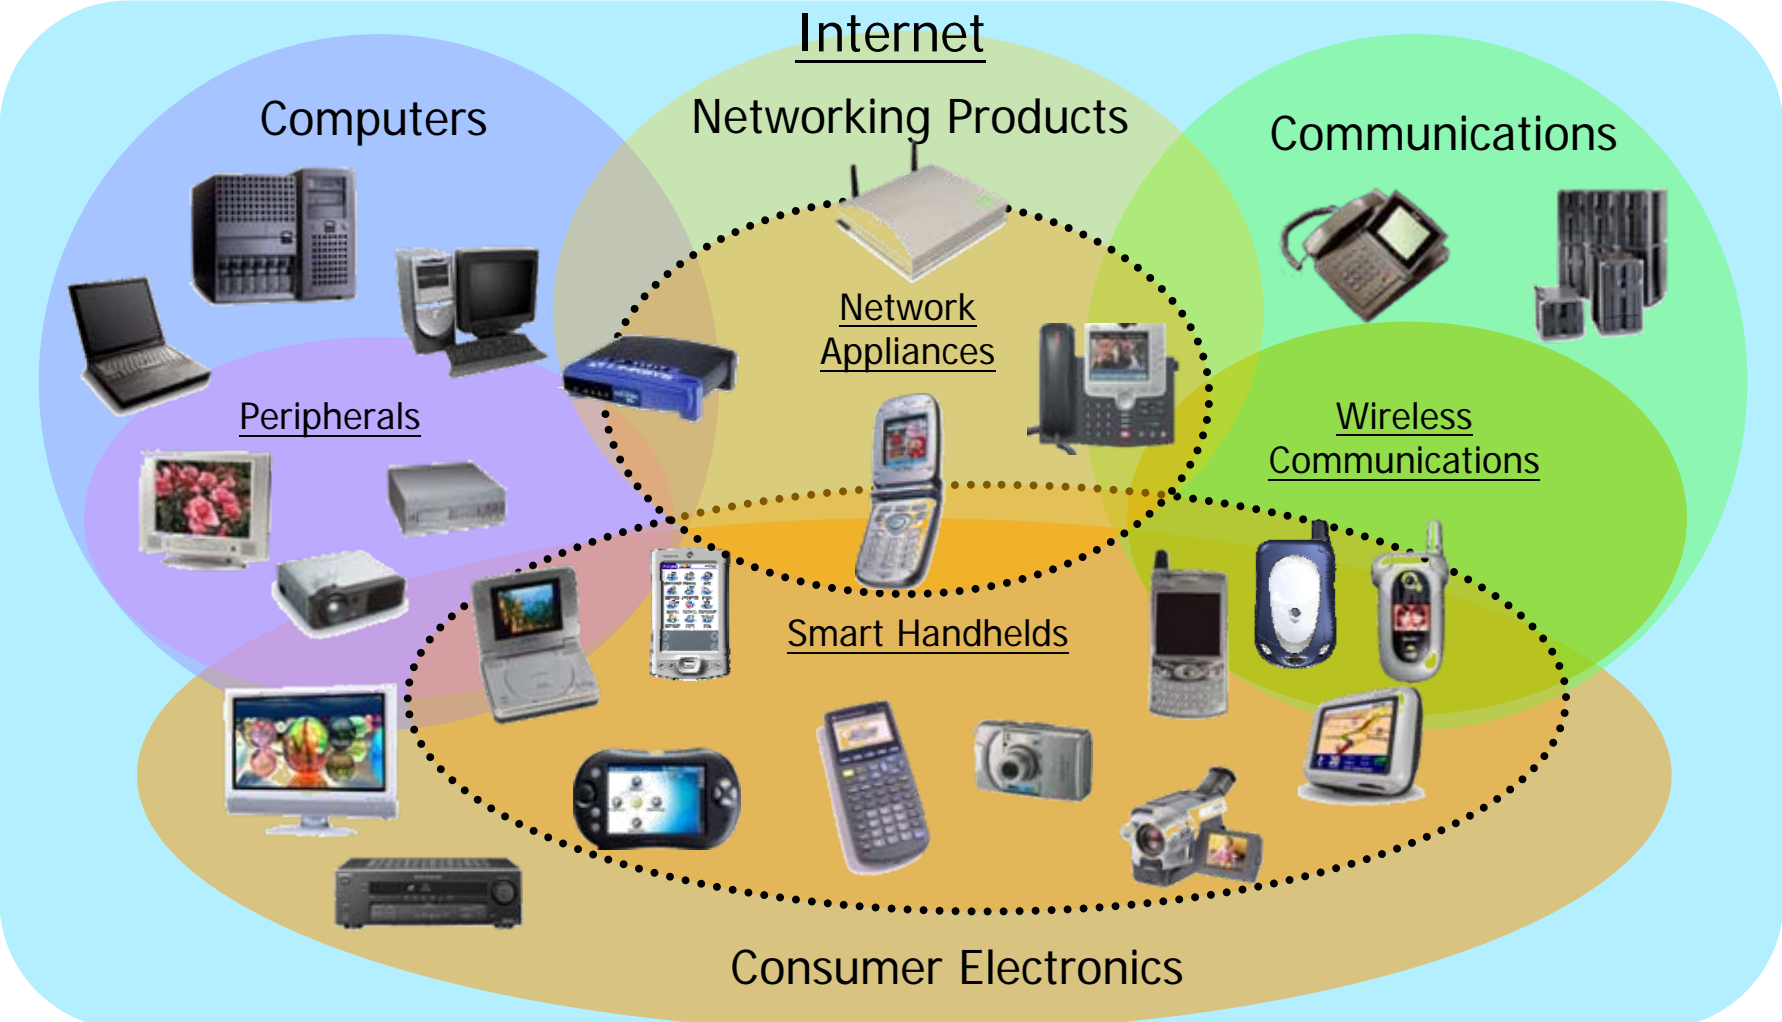 Internet
Computers
Networking Products
Communications
Network
Appliances
Peripherals
Wireless
Communications
Smart Handhelds
Consumer Electronics